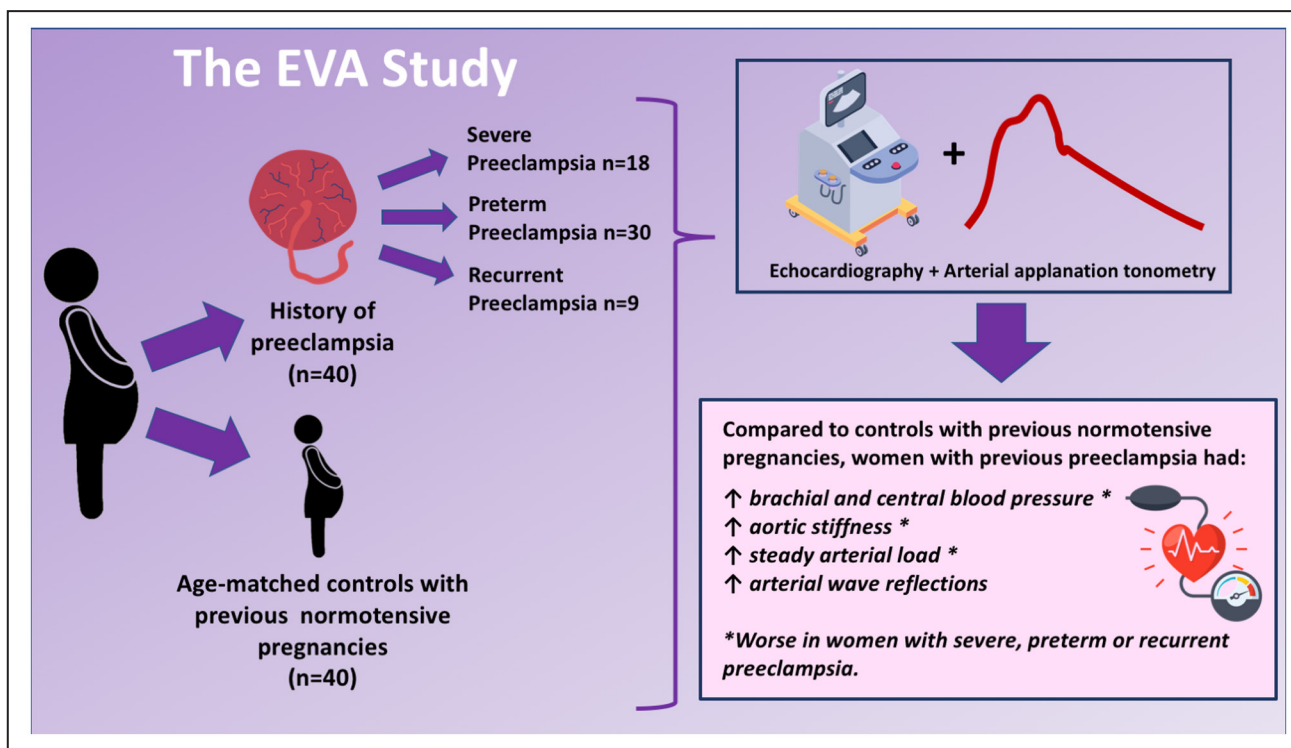 The EVA Study
Severe
Preeclampsia n=18
Preterm
Preeclampsia n=30
Recurrent
Preeclampsia n=9
History of
preeclampsia
(n=40)
Age-matched controls with
previous normotensive
pregnancies
(n=40)
+
Echocardiography + Arterial applanation tonometry
Compared to controls with previous normotensive
pregnancies, women with previous preeclampsia had:
↑ brachial and central blood pressure *
↑ aortic stiffness *
↑ steady arterial load *
↑ arterial wave reflections
*Worse in women with severe, preterm or recurrent
preeclampsia.